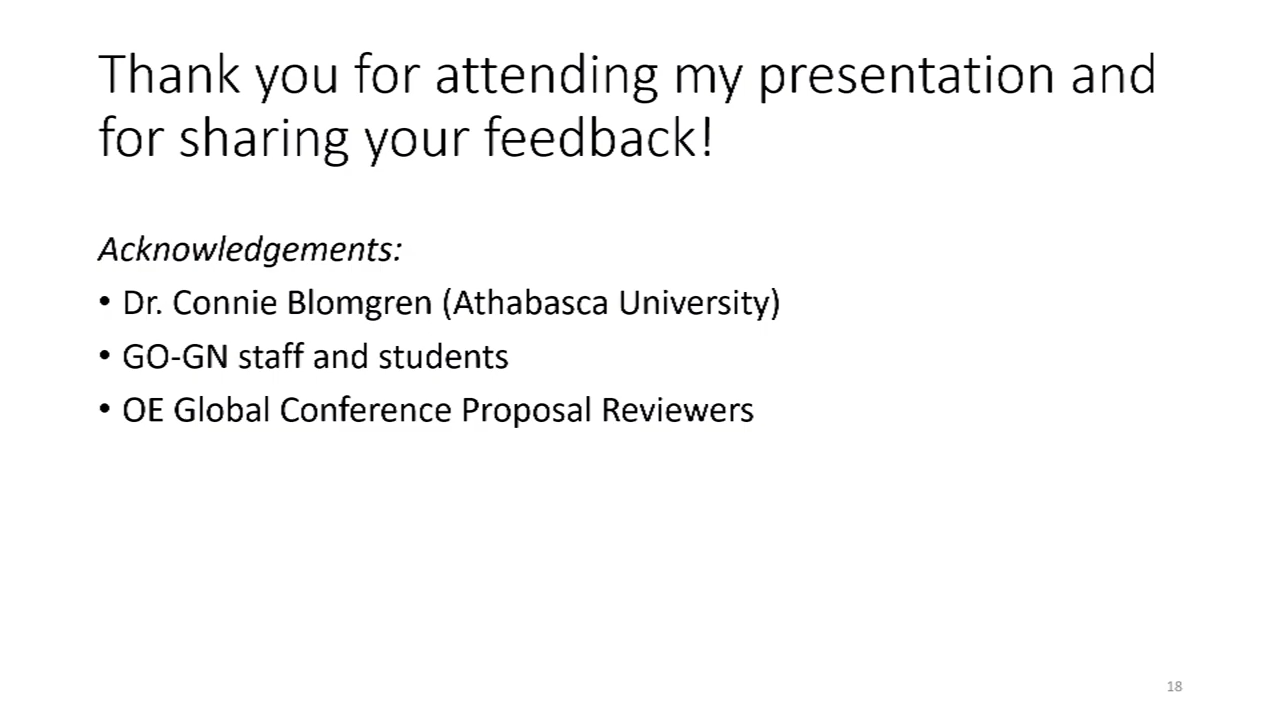 Thank you for attending my presentation and
for sharing your feedback!
Acknowledgements:
• Dr. Connie Blomgren (Athabasca University)
• GO-GN staff and students
• OE Global Conference Proposal Reviewers
18